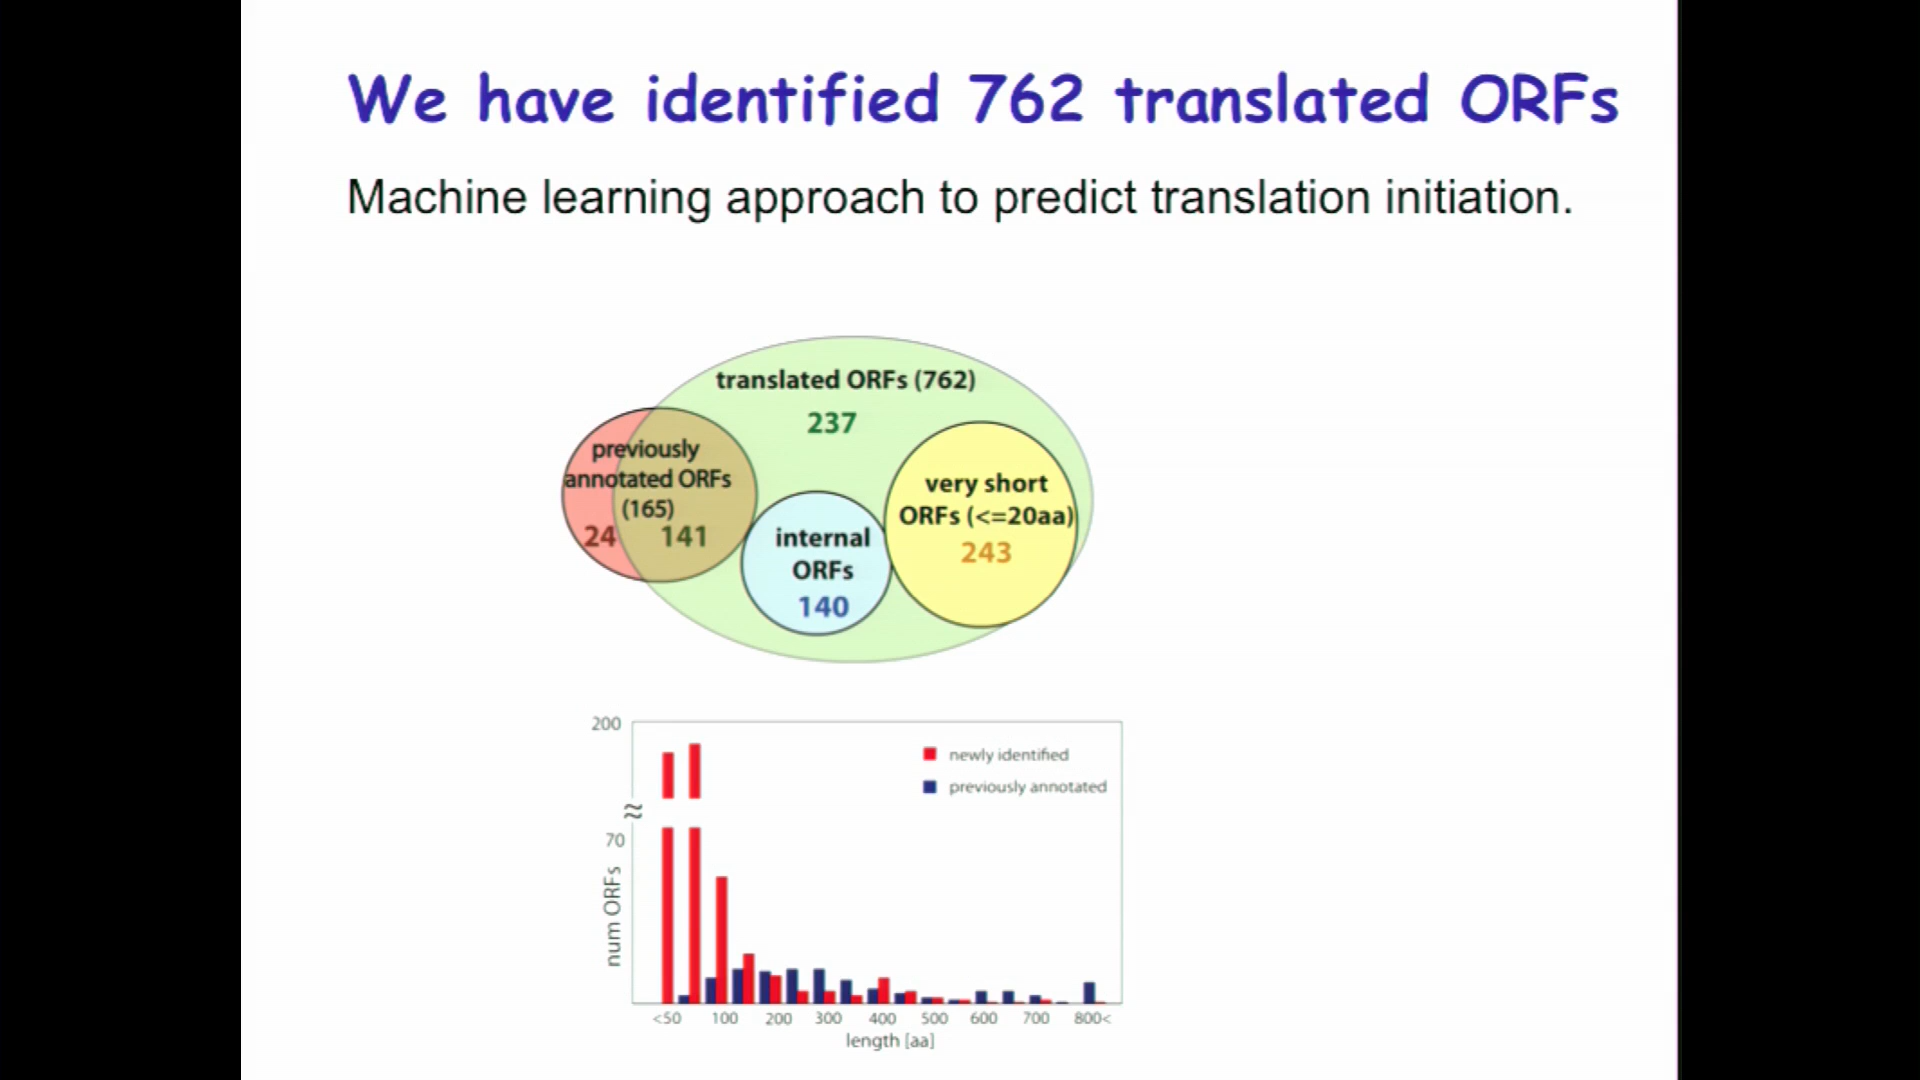 We have identified 762 translated ORFs
Machine learning approach to predict translation initiation.
translated ORFs (762)
237
previously
annotated ORFs
(165)
24 141
internal
ORFs
140
very short
ORFs (<=20aa)
243
200
≈
70
num ORFs
newly identified
previously annotated
<50 100 200 300 400 500 600 700 800<
length [aa]